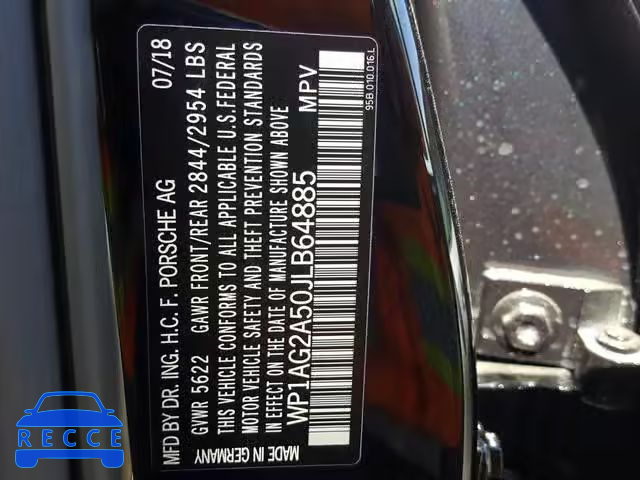 MFD BY DR. ING. H.C. F. PORSCHE AG 07/18
GVWR 5622 GAWR FRONT/REAR 2844/2954 LBS
THIS VEHICLE CONFORMS TO ALL APPLICABLE U.S. FEDERAL
MOTOR VEHICLE SAFETY AND THEFT PREVENTION STANDARDS
IN EFFECT ON THE DATE OF MANUFACTURE SHOWN ABOVE
WP1AG2A50JLB64885 MPV
MADE IN GERMANY
95B.010.016.L
RECCE